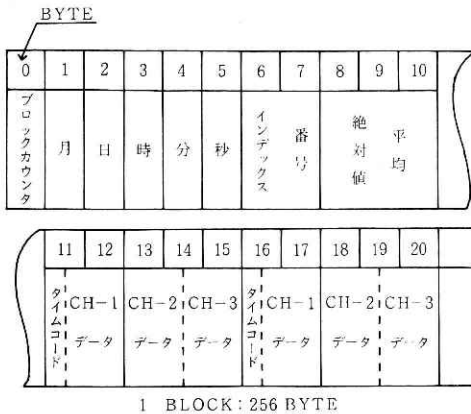 BYTE
0 1 2 3 4 5 6 7 8 9 10
ブロックカウンタ 月 日 時 分 秒 インデックス 番号 絶対値 平均
11 12 13 14 15 16 17 18 19 20
タイムコード CH-1 データ CH-2 データ CH-3 データ タイムコード CH-1 データ CH-2 データ CH-3 データ
1 BLOCK: 256 BYTE